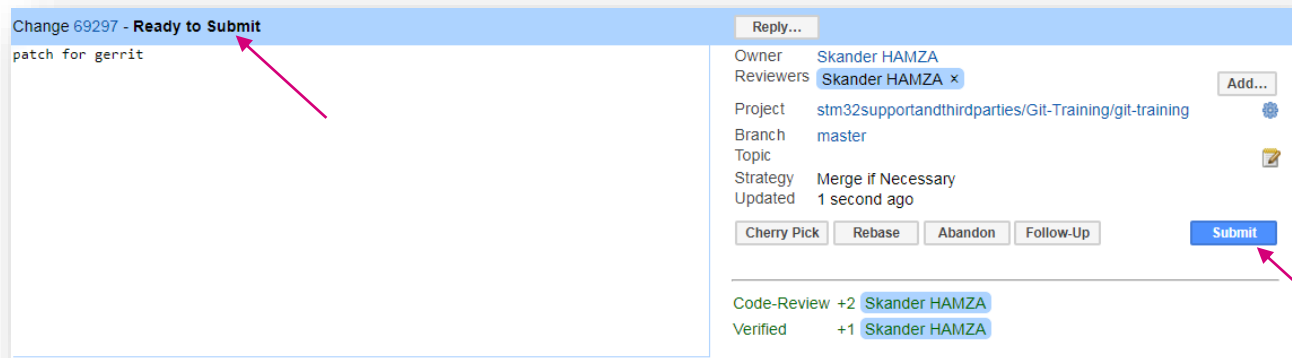 Change 69297 - Ready to Submit
Reply...
patch for gerrit
Owner Skander HAMZA
Reviewers Skander HAMZA ×
Add...
Project stm32supportandthirdparties/Git-Training/git-training
Branch master
Topic
Strategy Merge if Necessary
Updated 1 second ago
Cherry Pick Rebase Abandon Follow-Up Submit
Code-Review +2 Skander HAMZA
Verified +1 Skander HAMZA